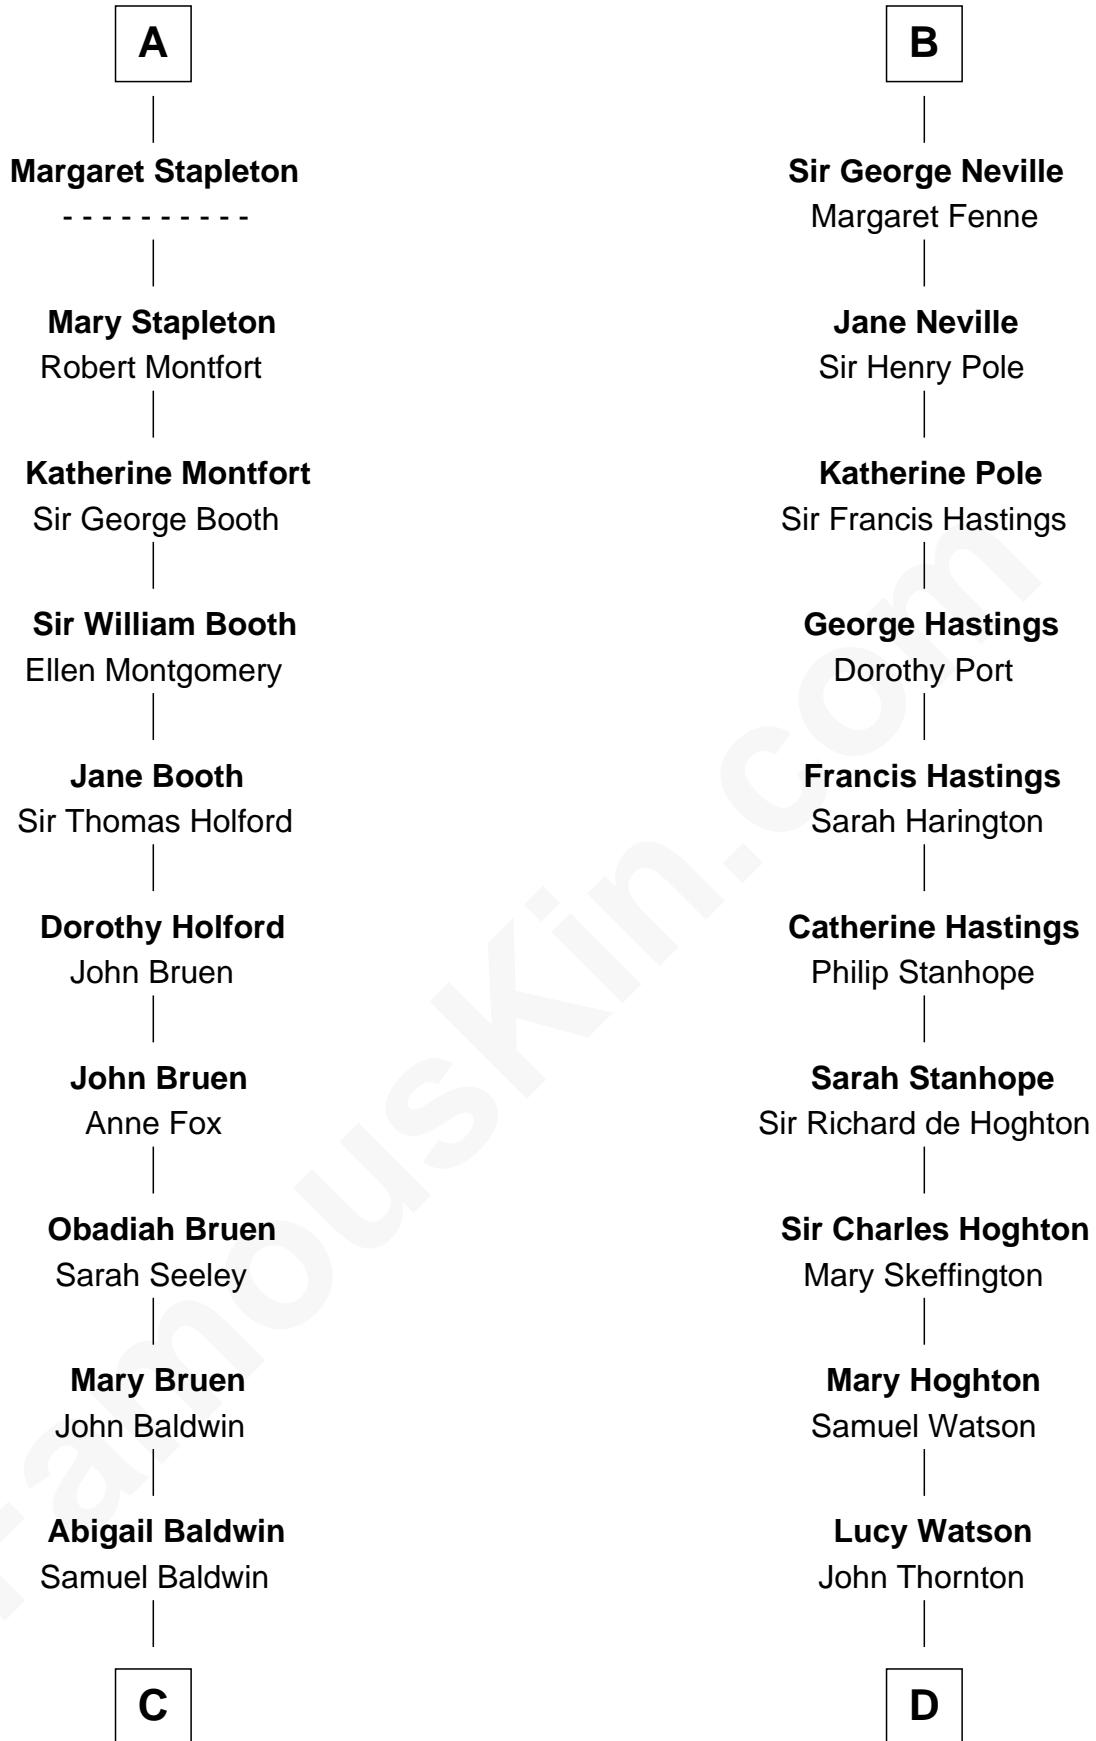 A
Margaret Stapleton
- - - - - - - - - -
Mary Stapleton
Robert Montfort
Katherine Montfort
Sir George Booth
Sir William Booth
Ellen Montgomery
Jane Booth
Sir Thomas Holford
Dorothy Holford
John Bruen
John Bruen
Anne Fox
Obadiah Bruen
Sarah Seeley
Mary Bruen
John Baldwin
Abigail Baldwin
Samuel Baldwin
C
B
Sir George Neville
Margaret Fenne
Jane Neville
Sir Henry Pole
Katherine Pole
Sir Francis Hastings
George Hastings
Dorothy Port
Francis Hastings
Sarah Harington
Catherine Hastings
Philip Stanhope
Sarah Stanhope
Sir Richard de Hoghton
Sir Charles Hoghton
Mary Skeffington
Mary Hoghton
Samuel Watson
Lucy Watson
John Thornton
D
FamousKin.com